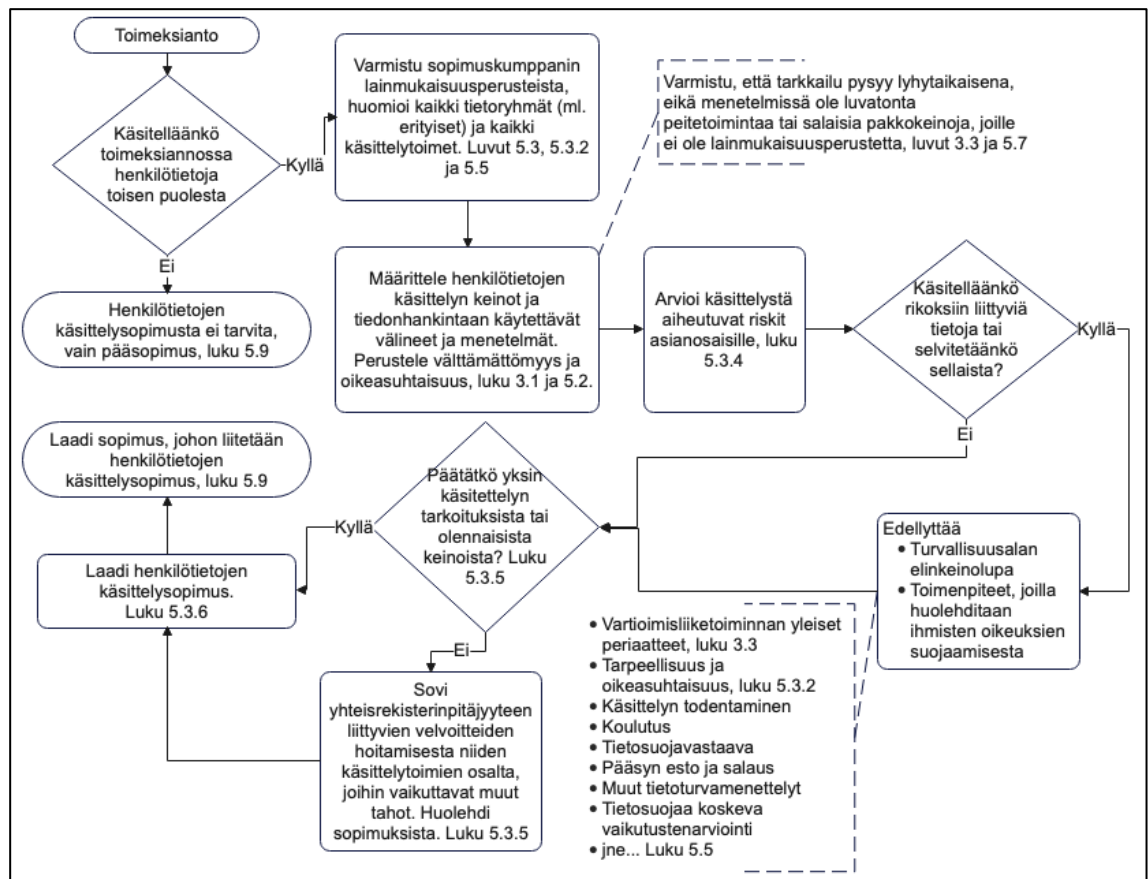 Toimeksianto
Käsitelläänkö
toimeksiannossa
henkilötietoja
toisen puolesta
Kyllä
Ei
Varmistu sopimuskumppanin
lainmukaisuusperusteista,
huomioi kaikki tietoryhmät (ml.
erityiset) ja kaikki
käsittelytoimet. Luvut 5.3, 5.3.2
ja 5.5
Varmistu, että tarkkailu pysyy lyhytaikaisena,
eikä menetelmissä ole luvatonta
peitetoimintaa tai salaisia pakkokeinoja, joille
ei ole lainmukaisuusperustetta, luvut 3.3 ja 5.7
Henkilötietojen
käsittelysopimusta ei tarvita,
vain pääsopimus, luku 5.9
Määrittele henkilötietojen
käsittelyn keinot ja
tiedonhankintaan käytettävät
välineet ja menetelmät.
Perustele välttämättömyys ja
oikeasuhtaisuus, luku 3.1 ja 5.2.
Arvioi käsittelystä
aiheutuvat riskit
asianosaisille, luku
5.3.4
Käsitelläänkö
rikoksiin liittyviä
tietoja tai
selvitetäänkö
sellaista?
Kyllä
Ei
Laadi sopimus, johon liitetään
henkilötietojen
käsittelysopimus, luku 5.9
Päätätkö yksin
käsitettelyn
tarkoituksista tai
olennaisista
keinoista? Luku
5.3.5
Kyllä
Ei
Laadi henkilötietojen
käsittelysopimus.
Luku 5.3.6
Edellyttää
• Turvallisuusalan
elinkeinolupa
• Toimenpiteet, joilla
huolehditaan
ihmisten oikeuksien
suojaamisesta
• Vartioimisliiketoiminnan yleiset
periaatteet, luku 3.3
• Tarpeellisuus ja
oikeasuhtaisuus, luku 5.3.2
• Käsittelyn todentaminen
• Koulutus
• Tietosuojavastaava
• Pääsyn esto ja salaus
• Muut tietoturvamenettelyt
• Tietosuojaa koskeva
vaikutustenarviointi
• jne... Luku 5.5
Sovi
yhteisrekisterinpitäjyyteen
liittyvien velvoitteiden
hoitamisesta niiden
käsittelytoimien osalta,
joihin vaikuttavat muut
tahot. Huolehdi
sopimuksista. Luku 5.3.5